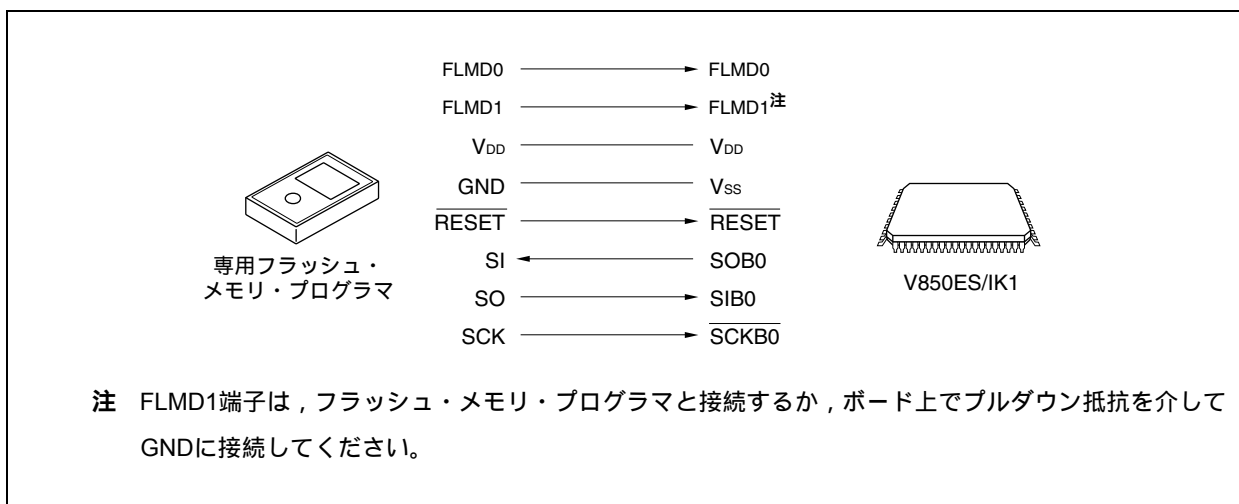 FLMD0 FLMD0
FLMD1 FLMD1注
VDD VDD
GND VSS
RESET RESET
SI SOB0
SO SIB0
SCK SCKB0
専用フラッシュ・
メモリ・プログラマ
V850ES/IK1
注 FLMD1端子は,フラッシュ・メモリ・プログラマと接続するか,ボード上でプルダウン抵抗を介して
GNDに接続してください。